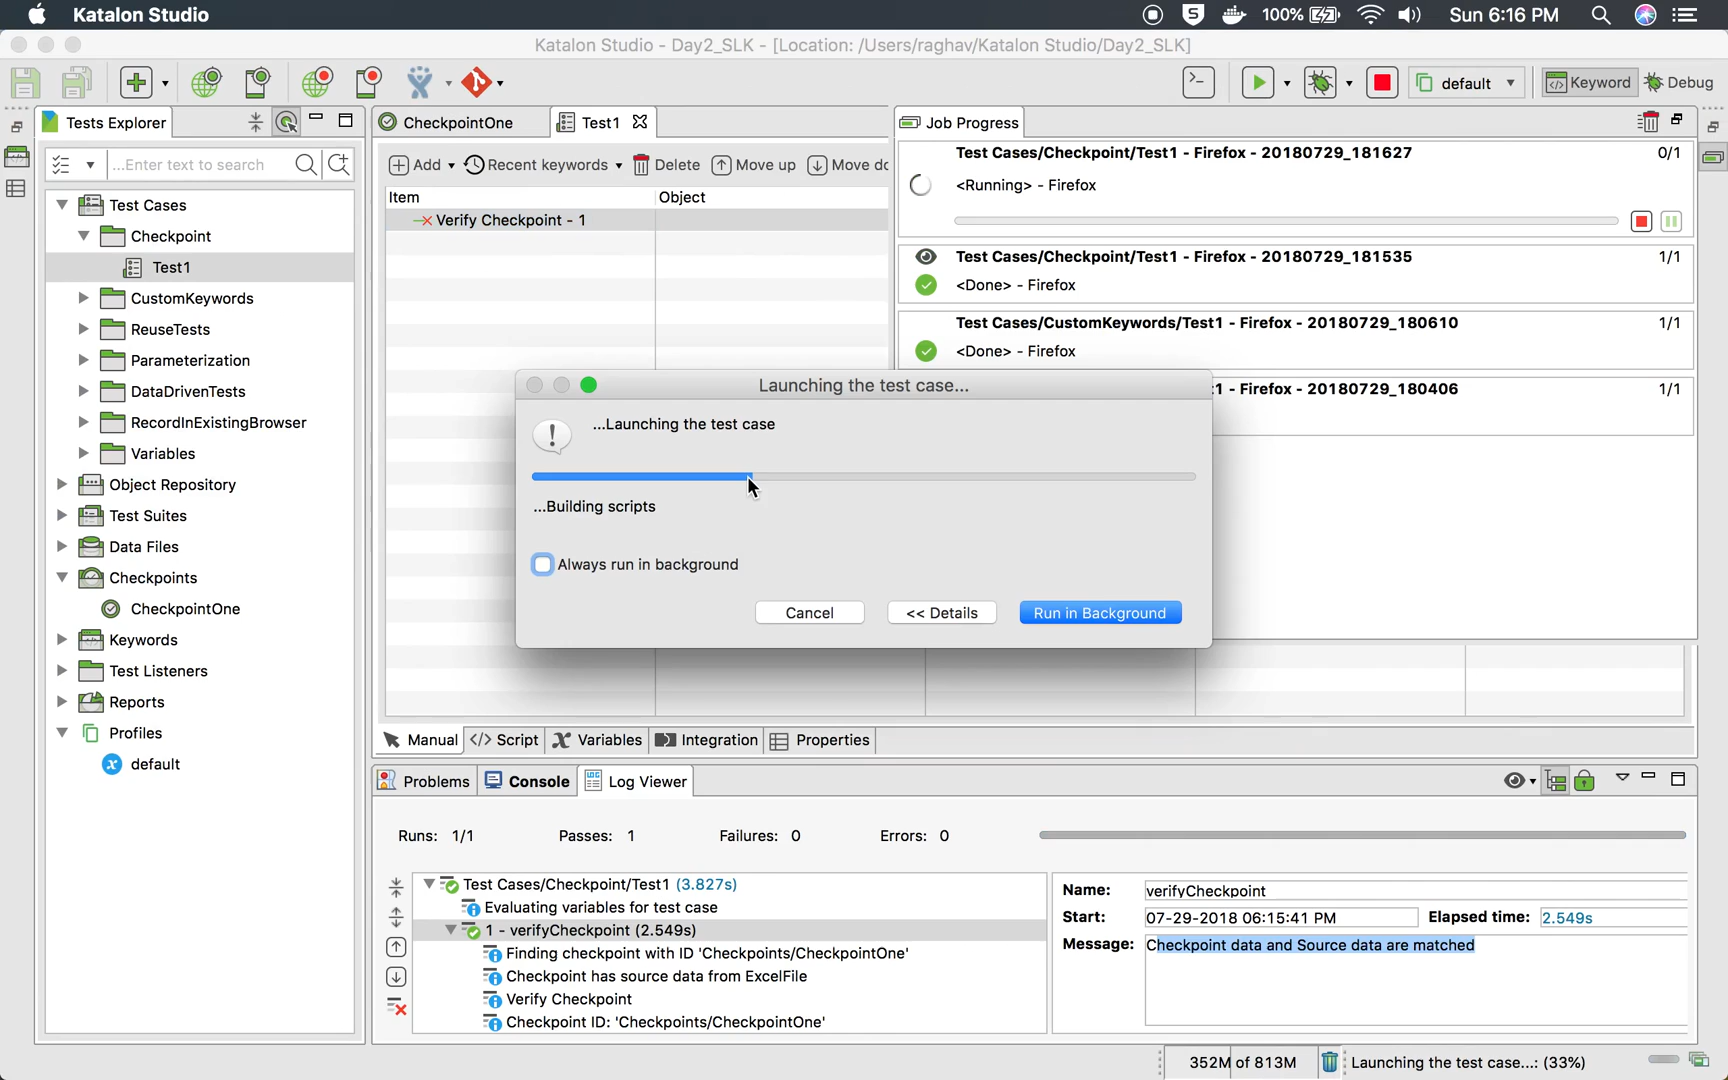 Katalon Studio
100%
Sun 6:16 PM
Katalon Studio - Day2_SLK - [Location: /Users/raghav/Katalon Studio/Day2_SLK]
default
Keyword
Debug
Tests Explorer
CheckpointOne
Test1
Job Progress
...Enter text to search
Add
Recent keywords
Delete
Move up
Move do
Item
Object
Verify Checkpoint - 1
Test Cases
Checkpoint
Test1
CustomKeywords
ReuseTests
Parameterization
DataDrivenTests
RecordInExistingBrowser
Variables
Object Repository
Test Suites
Data Files
Checkpoints
CheckpointOne
Keywords
Test Listeners
Reports
Profiles
default
Test Cases/Checkpoint/Test1 - Firefox - 20180729_181627
0/1
<Running> - Firefox
Test Cases/Checkpoint/Test1 - Firefox - 20180729_181535
1/1
<Done> - Firefox
Test Cases/CustomKeywords/Test1 - Firefox - 20180729_180610
1/1
<Done> - Firefox
:1 - Firefox - 20180729_180406
1/1
Launching the test case...
...Launching the test case
...Building scripts
Always run in background
Cancel
<< Details
Run in Background
Manual
Script
Variables
Integration
Properties
Problems
Console
Log Viewer
Runs: 1/1
Passes: 1
Failures: 0
Errors: 0
Test Cases/Checkpoint/Test1 (3.827s)
Evaluating variables for test case
1 - verifyCheckpoint (2.549s)
Finding checkpoint with ID 'Checkpoints/CheckpointOne'
Checkpoint has source data from ExcelFile
Verify Checkpoint
Checkpoint ID: 'Checkpoints/CheckpointOne'
Name: verifyCheckpoint
Start: 07-29-2018 06:15:41 PM
Elapsed time: 2.549s
Message: Checkpoint data and Source data are matched
352M of 813M
Launching the test case...: (33%)